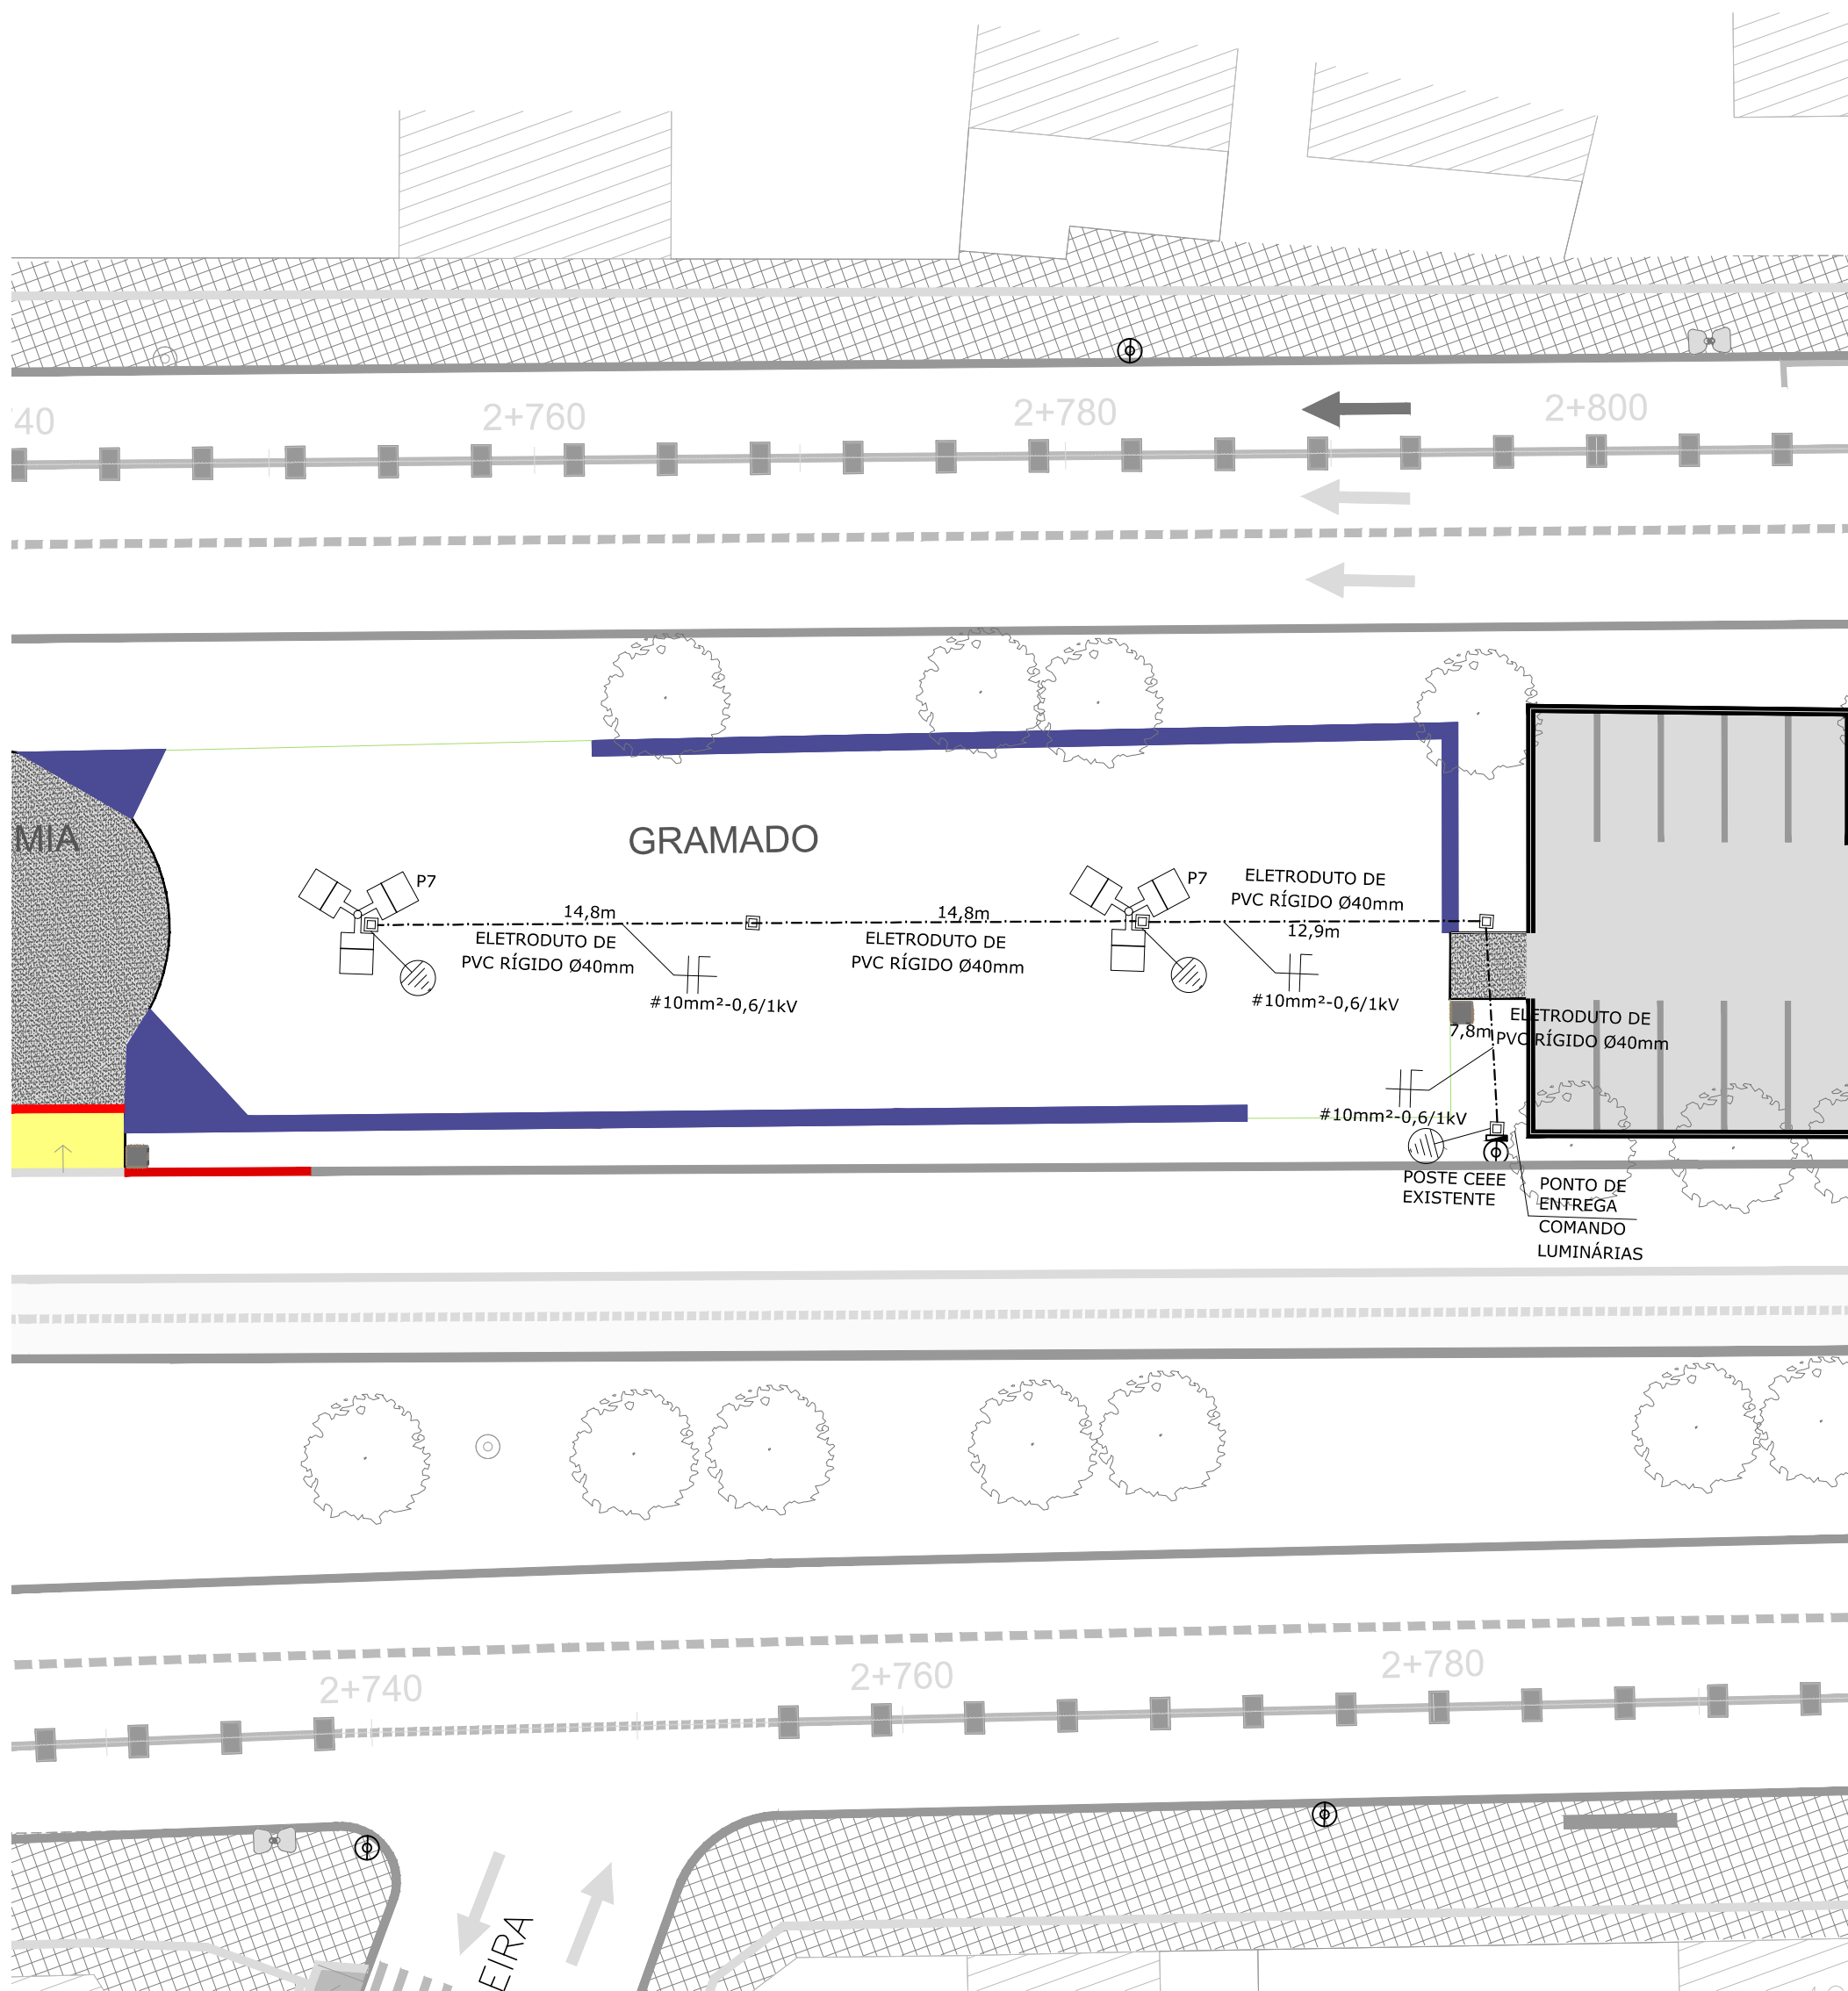 '40
2+760
2+780
2+800
MIA
GRAMADO
P7
14,8m
ELETRODUTO DE
PVC RÍGIDO Ø40mm
#10mm²-0,6/1kV
14,8m
ELETRODUTO DE
PVC RÍGIDO Ø40mm
P7
ELETRODUTO DE
PVC RÍGIDO Ø40mm
12,9m
#10mm²-0,6/1kV
7,8m
ELETRODUTO DE
PVC RÍGIDO Ø40mm
#10mm²-0,6/1kV
POSTE CEEE
EXISTENTE
PONTO DE
ENTREGA
COMANDO
LUMINÁRIAS
2+740
2+760
2+780
EIRA